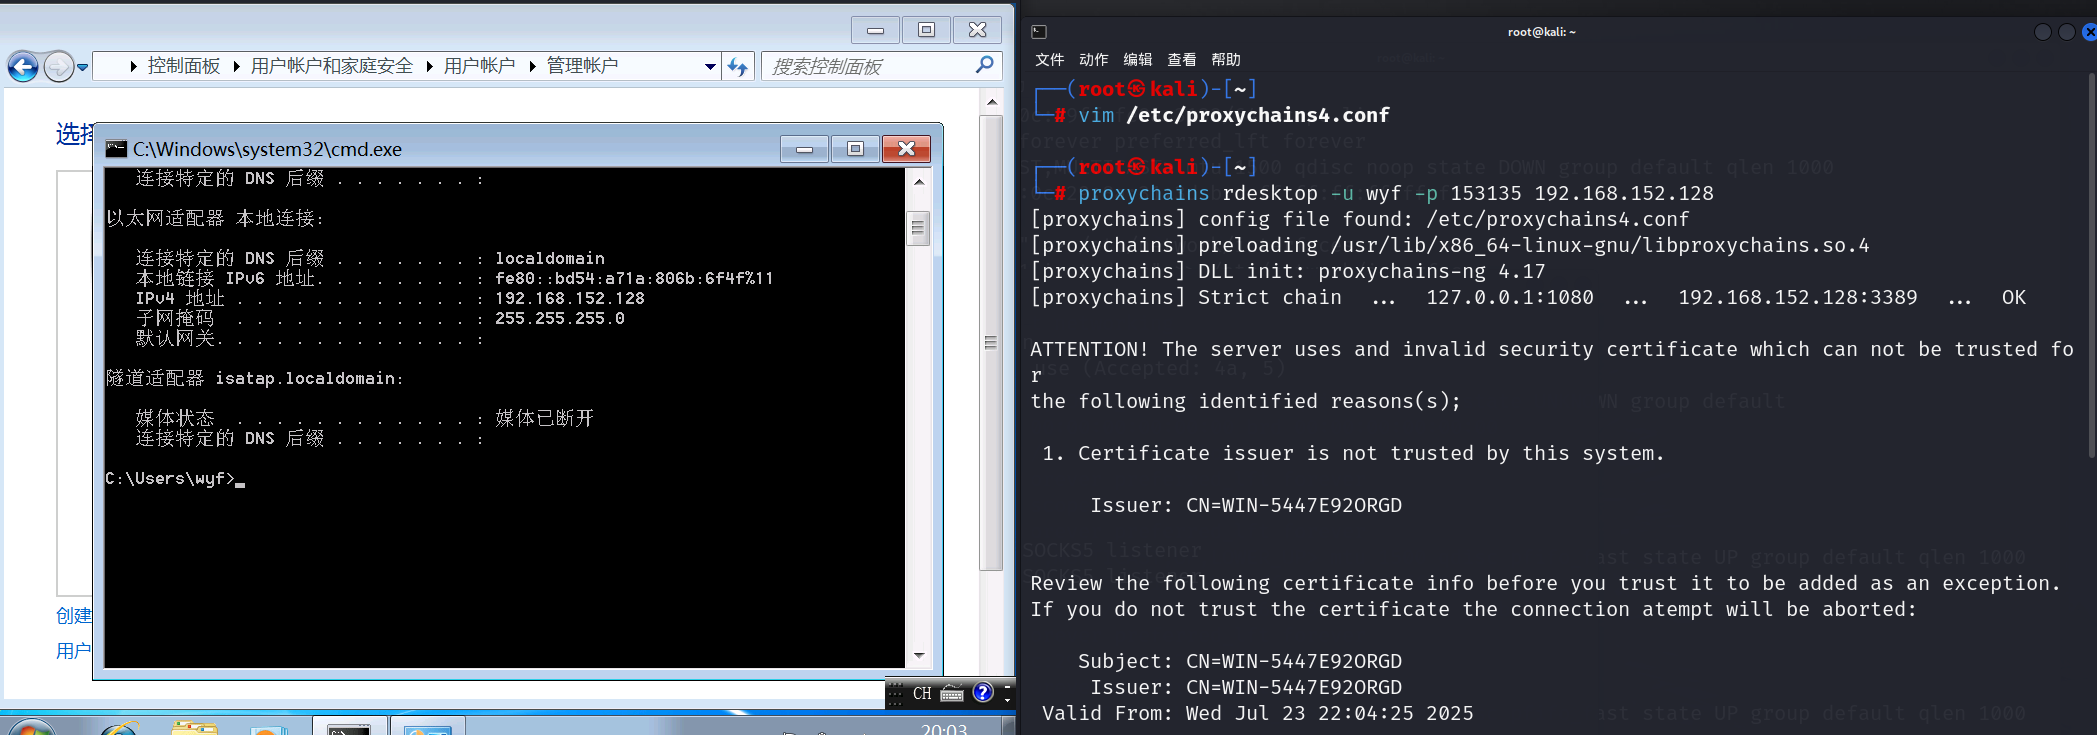 控制面板 用户帐户和家庭安全 用户帐户 管理帐户
搜索控制面板
选择
C:\Windows\system32\cmd.exe
连接特定的 DNS 后缀 . . . . . . . :
以太网适配器 本地连接:
连接特定的 DNS 后缀 . . . . . . . : localdomain
本地链接 IPv6 地址. . . . . . . . : fe80::bd54:a71a:806b:6f4f%11
IPv4 地址 . . . . . . . . . . . . : 192.168.152.128
子网掩码 . . . . . . . . . . . . : 255.255.255.0
默认网关. . . . . . . . . . . . . :
隧道适配器 isatap.localdomain:
媒体状态 . . . . . . . . . . . . : 媒体已断开
连接特定的 DNS 后缀 . . . . . . . :
C:\Users\wyf>
创建
用户
CH
20:03
root@kali: ~
文件 动作 编辑 查看 帮助
┌──(root㉿kali)-[~]
└─# vim /etc/proxychains4.conf
┌──(root㉿kali)-[~]
└─# proxychains rdesktop -u wyf -p 153135 192.168.152.128
[proxychains] config file found: /etc/proxychains4.conf
[proxychains] preloading /usr/lib/x86_64-linux-gnu/libproxychains.so.4
[proxychains] DLL init: proxychains-ng 4.17
[proxychains] Strict chain ... 127.0.0.1:1080 ... 192.168.152.128:3389 ... OK
ATTENTION! The server uses and invalid security certificate which can not be trusted fo
r
the following identified reasons(s);
1. Certificate issuer is not trusted by this system.
Issuer: CN=WIN-5447E92ORGD
Review the following certificate info before you trust it to be added as an exception.
If you do not trust the certificate the connection atempt will be aborted:
Subject: CN=WIN-5447E92ORGD
Issuer: CN=WIN-5447E92ORGD
Valid From: Wed Jul 23 22:04:25 2025